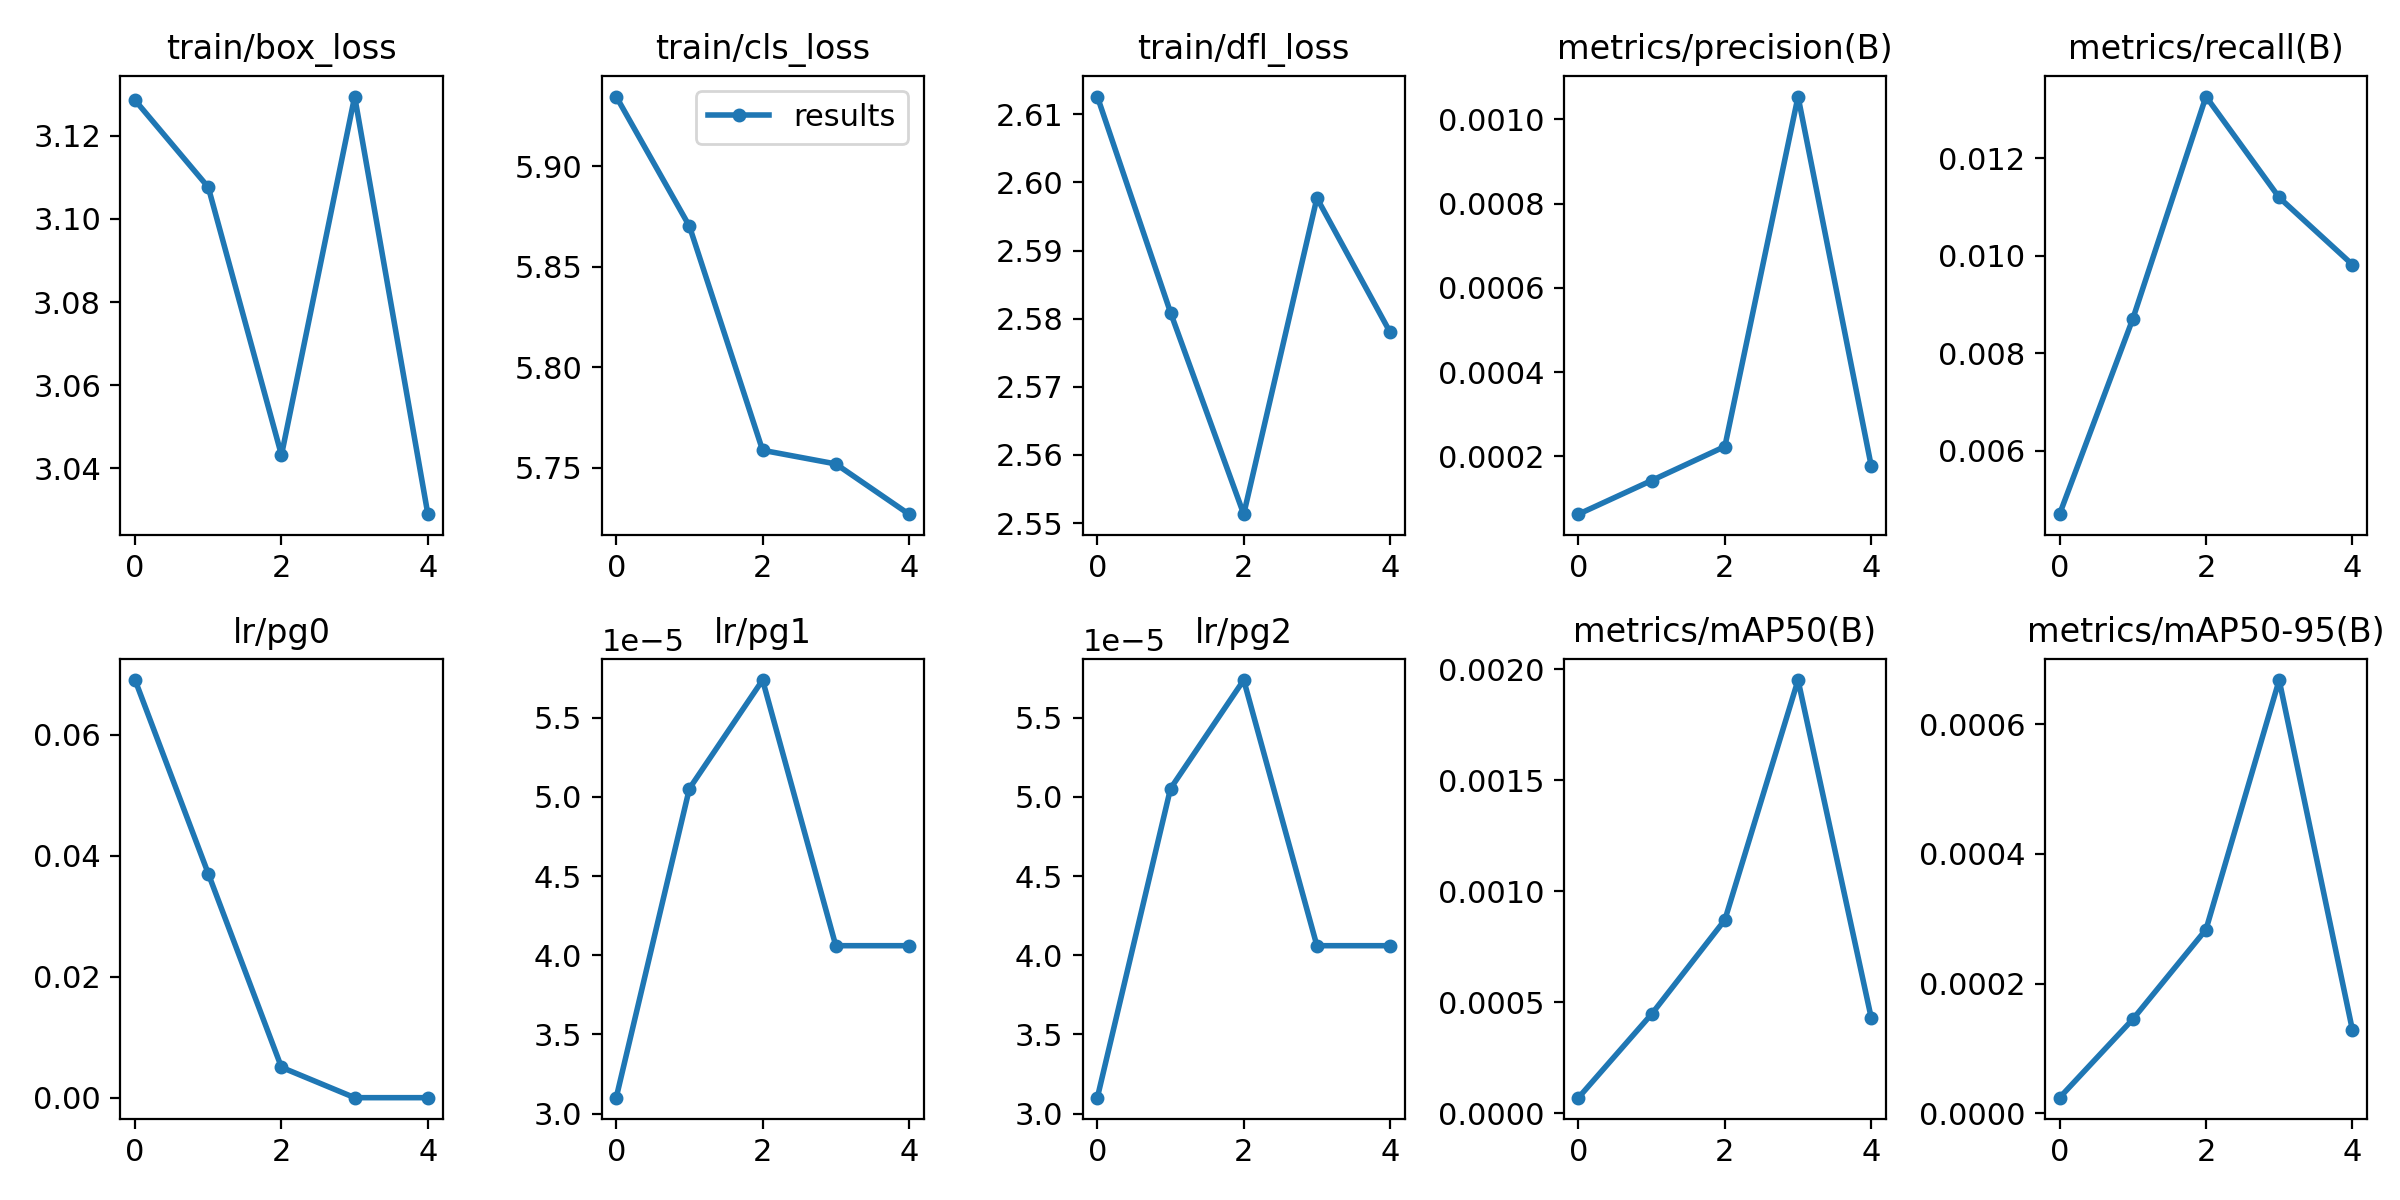 train/box_loss
3.12
3.10
3.08
3.06
3.04
0 2 4
train/cls_loss
results
5.90
5.85
5.80
5.75
0 2 4
train/dfl_loss
2.61
2.60
2.59
2.58
2.57
2.56
2.55
0 2 4
metrics/precision(B)
0.0010
0.0008
0.0006
0.0004
0.0002
0 2 4
metrics/recall(B)
0.012
0.010
0.008
0.006
0 2 4
lr/pg0
0.06
0.04
0.02
0.00
0 2 4
1e−5 lr/pg1
5.5
5.0
4.5
4.0
3.5
3.0
0 2 4
1e−5 lr/pg2
5.5
5.0
4.5
4.0
3.5
3.0
0 2 4
metrics/mAP50(B)
0.0020
0.0015
0.0010
0.0005
0.0000
0 2 4
metrics/mAP50-95(B)
0.0006
0.0004
0.0002
0.0000
0 2 4